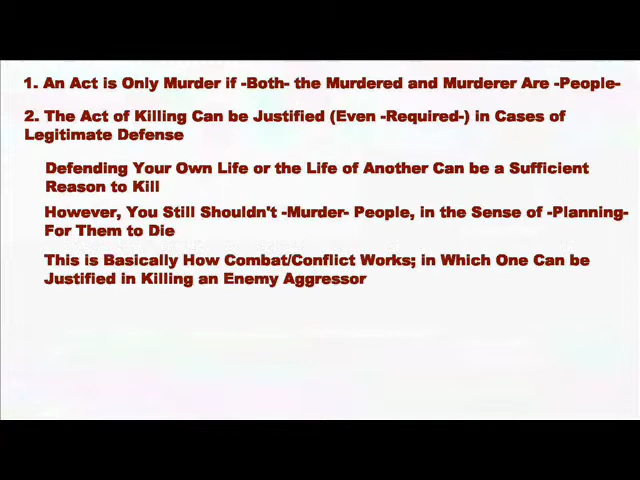 1. An Act is Only Murder if -Both- the Murdered and Murderer Are -People-
2. The Act of Killing Can be Justified (Even -Required-) in Cases of
Legitimate Defense
Defending Your Own Life or the Life of Another Can be a Sufficient
Reason to Kill
However, You Still Shouldn't -Murder- People, in the Sense of -Planning-
For Them to Die
This is Basically How Combat/Conflict Works; in Which One Can be
Justified in Killing an Enemy Aggressor